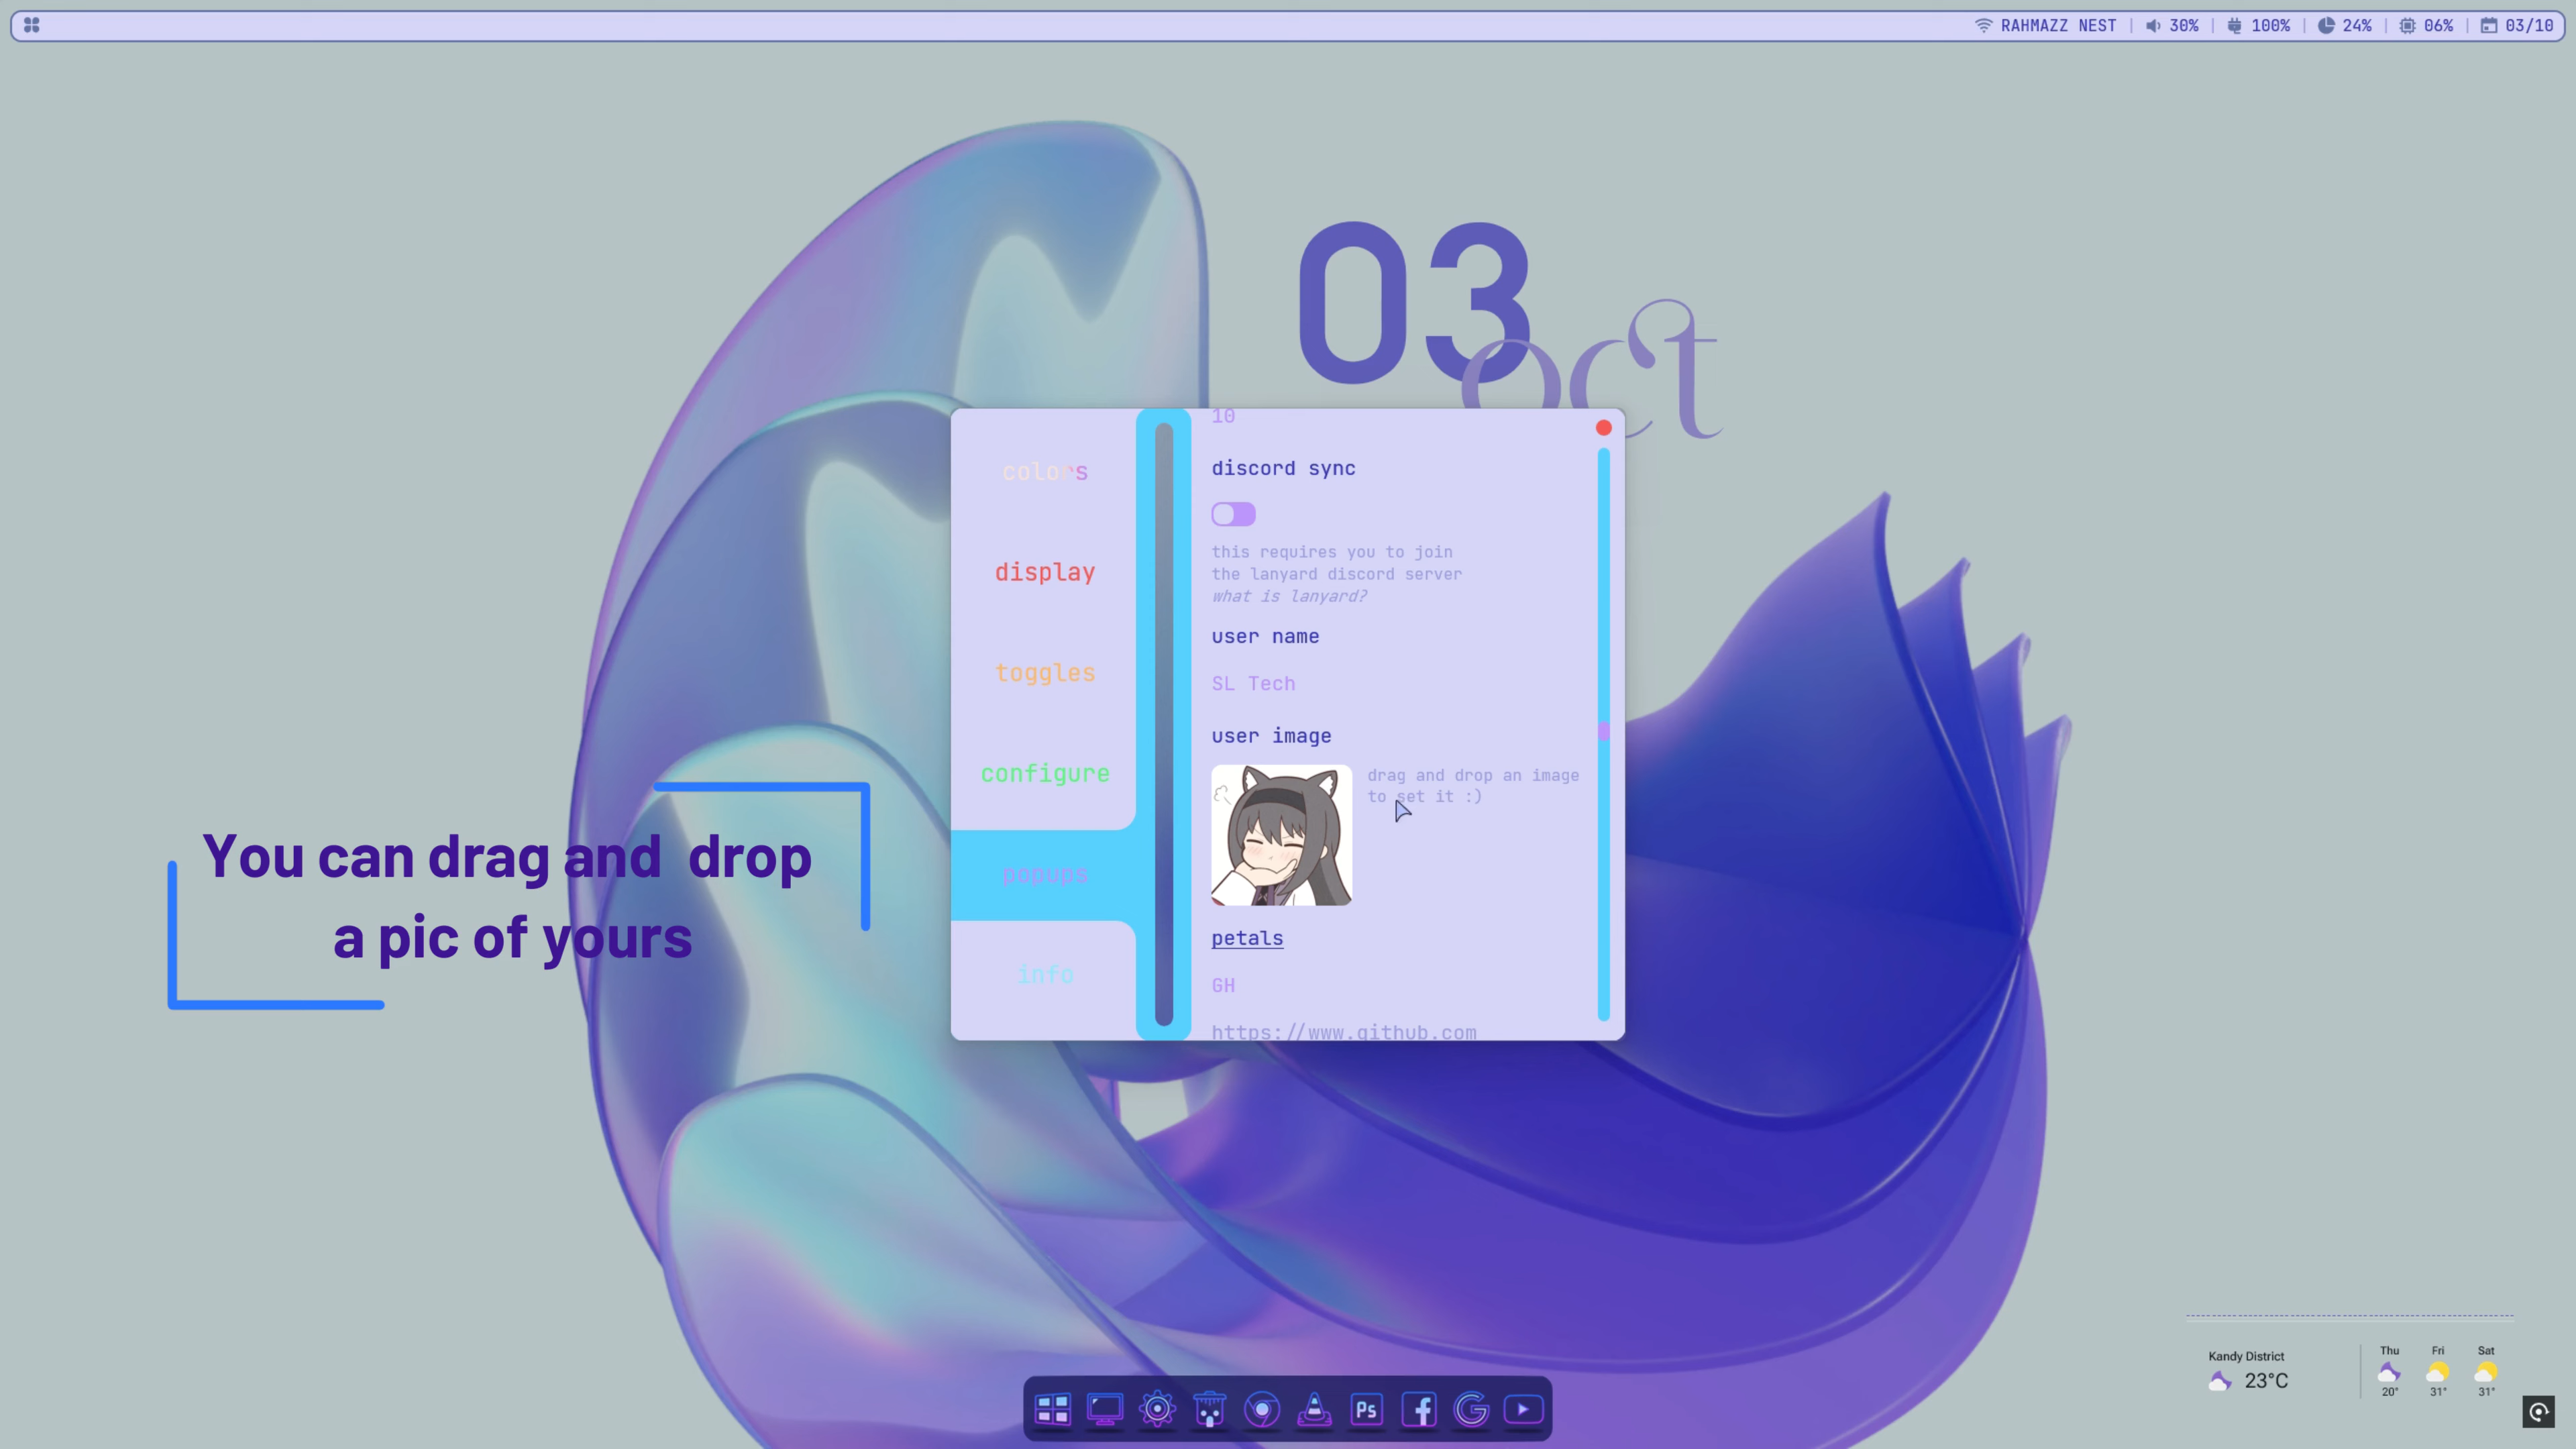 RAHMAZZ NEST | 30% | 100% | 24% | 06% | 03/10
03
oct
10
colors
discord sync
this requires you to join
display
the lanyard discord server
what is lanyard?
user name
toggles
SL Tech
user image
configure
drag and drop an image
to set it :)
You can drag and drop
a pic of yours
popups
petals
info
GH
https://www.github.com
Kandy District
23°C
Thu Fri Sat
20° 31° 31°
Ps